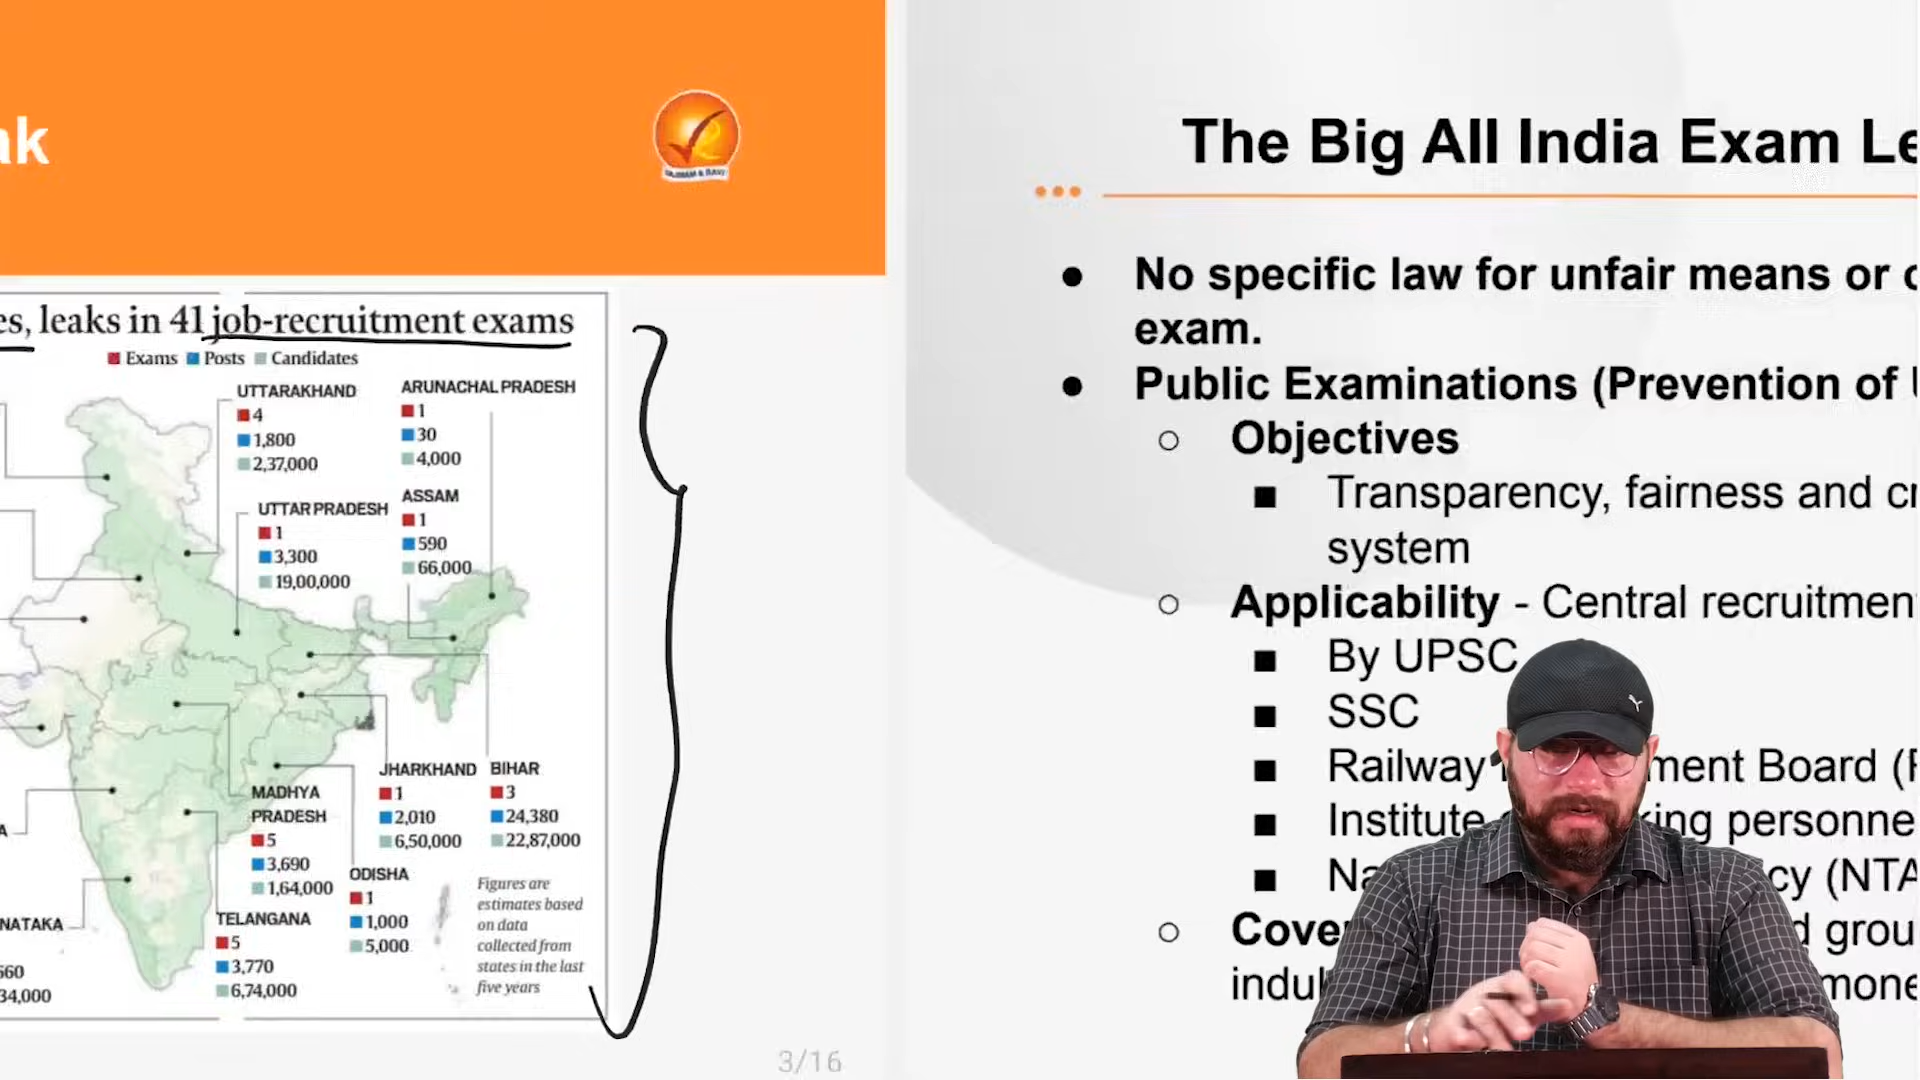 ak
es, leaks in 41 job-recruitment exams
Exams Posts Candidates
UTTARAKHAND
4
1,800
2,37,000
ARUNACHAL PRADESH
1
30
4,000
UTTAR PRADESH
1
3,300
19,00,000
ASSAM
1
590
66,000
JHARKHAND
1
2,010
6,50,000
BIHAR
3
24,380
22,87,000
MADHYA
PRADESH
5
3,690
1,64,000
ODISHA
1
1,000
5,000
TELANGANA
5
3,770
6,74,000
A
NATAKA
660
34,000
Figures are
estimates based
on data
collected from
states in the last
five years
3/16
The Big All India Exam Le
No specific law for unfair means or
exam.
Public Examinations (Prevention of
Objectives
Transparency, fairness and cr
system
Applicability - Central recruitmen
By UPSC
SSC
Railway ment Board (
Institute king personne
Na cy (NTA
Cove d grou
indul mone